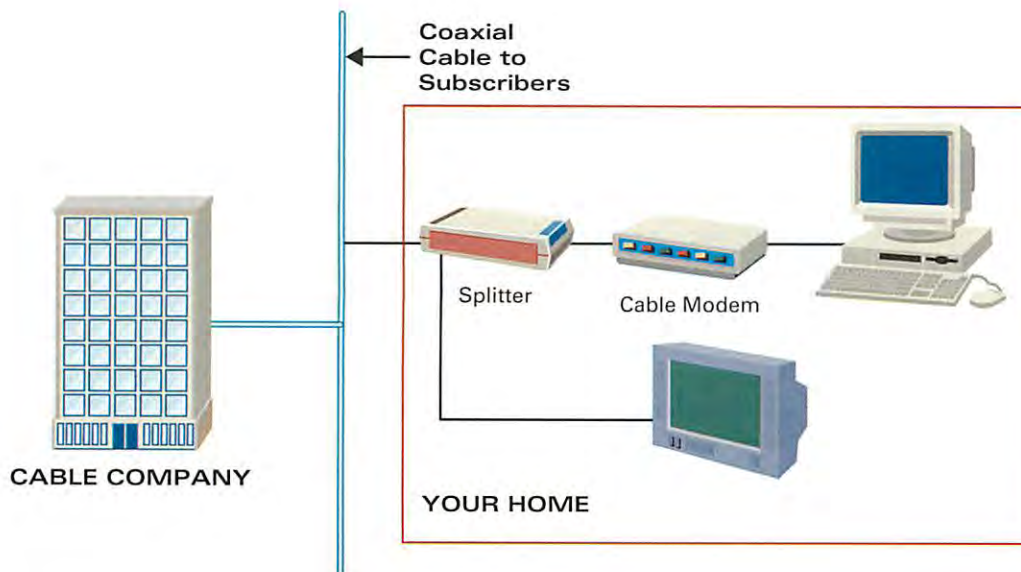 Coaxial
Cable to
Subscribers
Splitter
Cable Modem
CABLE COMPANY
YOUR HOME